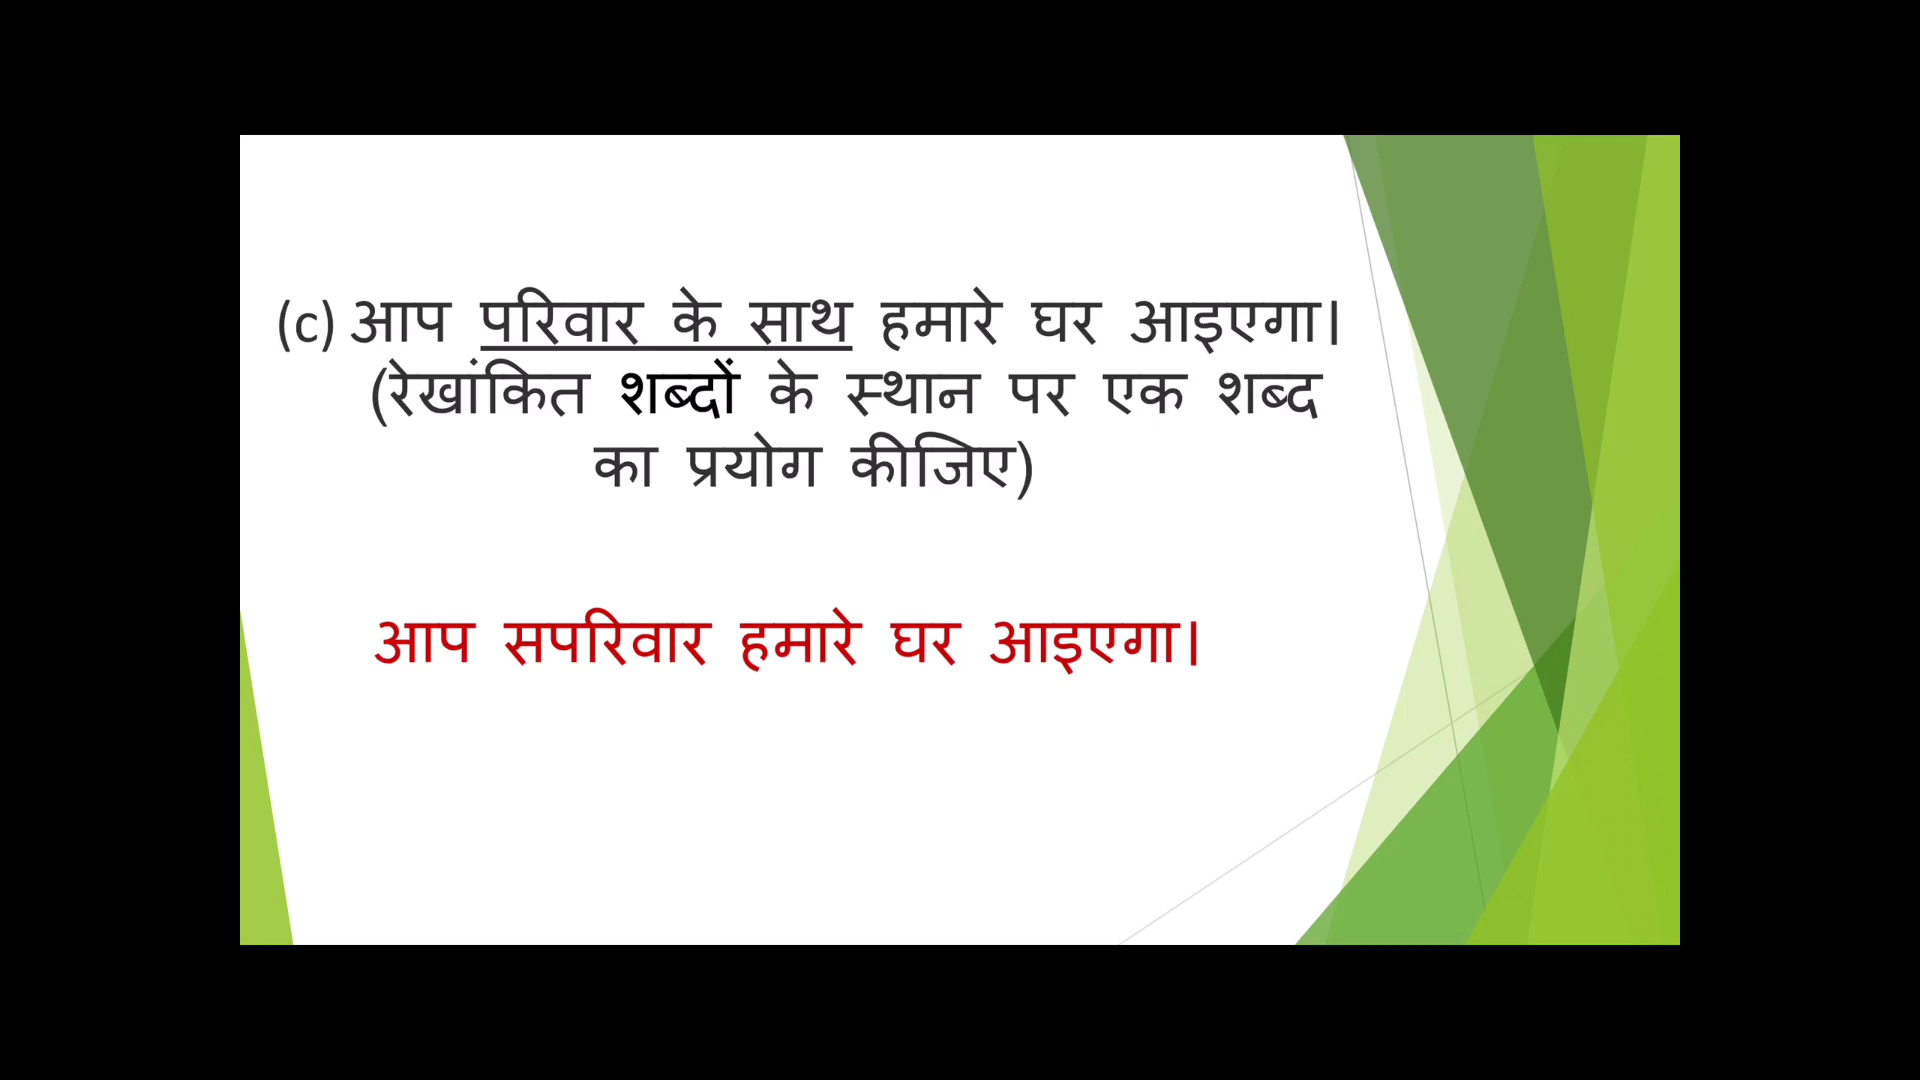 (c) आप परिवार के साथ हमारे घर आइएगा।
(रेखांकित शब्दों के स्थान पर एक शब्द
का प्रयोग कीजिए)
आप सपरिवार हमारे घर आइएगा।